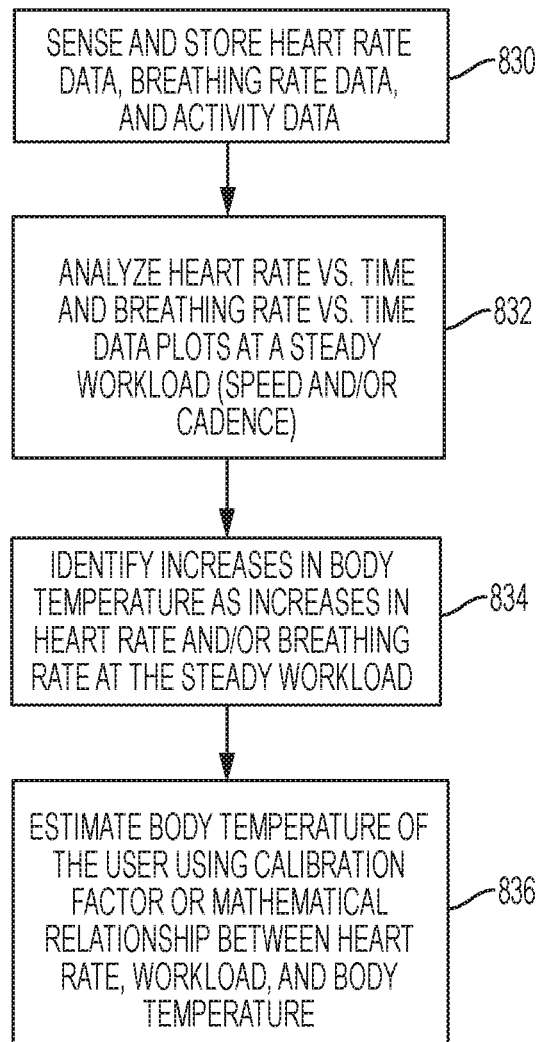 SENSE AND STORE HEART RATE
DATA, BREATHING RATE DATA,
AND ACTIVITY DATA
830
ANALYZE HEART RATE VS. TIME
AND BREATHING RATE VS. TIME
DATA PLOTS AT A STEADY
WORKLOAD (SPEED AND/OR
CADENCE)
832
IDENTIFY INCREASES IN BODY
TEMPERATURE AS INCREASES IN
HEART RATE AND/OR BREATHING
RATE AT THE STEADY WORKLOAD
834
ESTIMATE BODY TEMPERATURE OF
THE USER USING CALIBRATION
FACTOR OR MATHEMATICAL
RELATIONSHIP BETWEEN HEART
RATE, WORKLOAD, AND BODY
TEMPERATURE
836